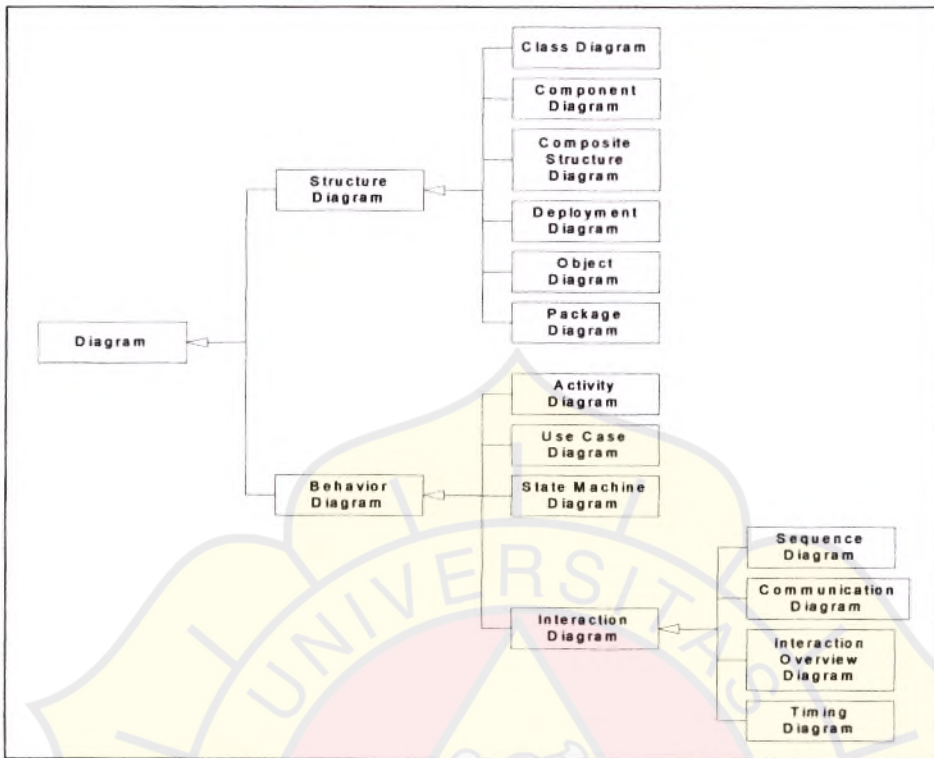 Class Diagram
Component
Diagram
Composite
Structure
Diagram
Structure
Diagram
Deployment
Diagram
Object
Diagram
Package
Diagram
Diagram
Activity
Diagram
Use Case
Diagram
Behavior
Diagram
State Machine
Diagram
Sequence
Diagram
Communication
Diagram
Interaction
Diagram
Interaction
Overview
Diagram
Timing
Diagram
UNIVERSITAS